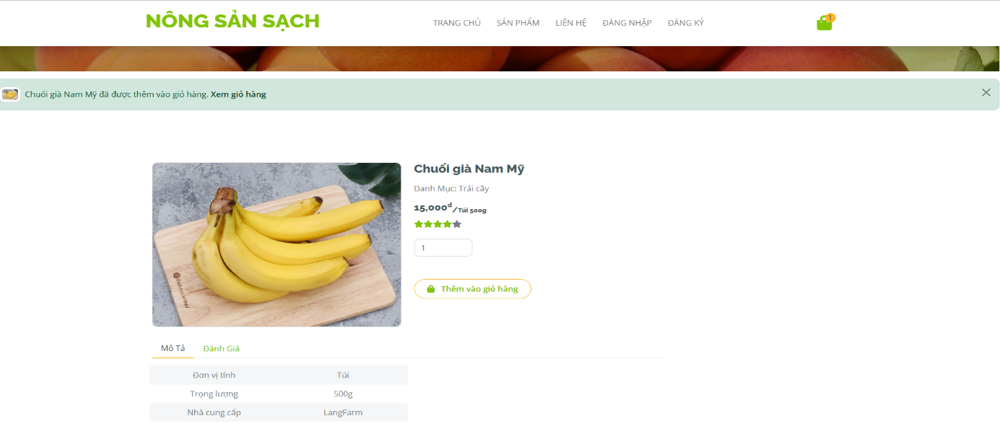 NÔNG SẢN SẠCH
TRANG CHỦ SẢN PHẨM LIÊN HỆ ĐĂNG NHẬP ĐĂNG KÝ
1
Chuối già Nam Mỹ đã được thêm vào giỏ hàng. Xem giỏ hàng
Chuối già Nam Mỹ
Danh Mục: Trái cây
15,000đ/Túi 500g
1
Thêm vào giỏ hàng
Mô Tả Đánh Giá
Đơn vị tính Túi
Trọng lượng 500g
Nhà cung cấp LangFarm